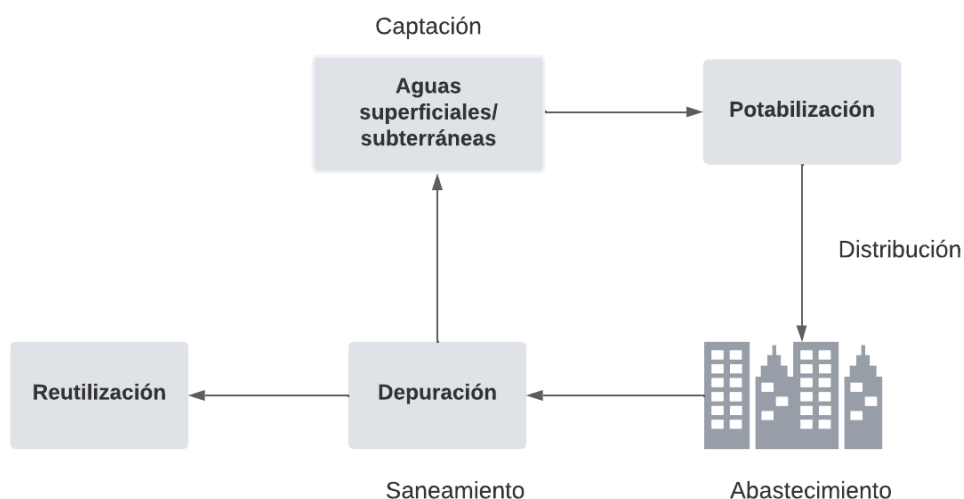 Captación
Aguas
superficiales/
subterráneas
Potabilización
Distribución
Reutilización
Depuración
Saneamiento
Abastecimiento